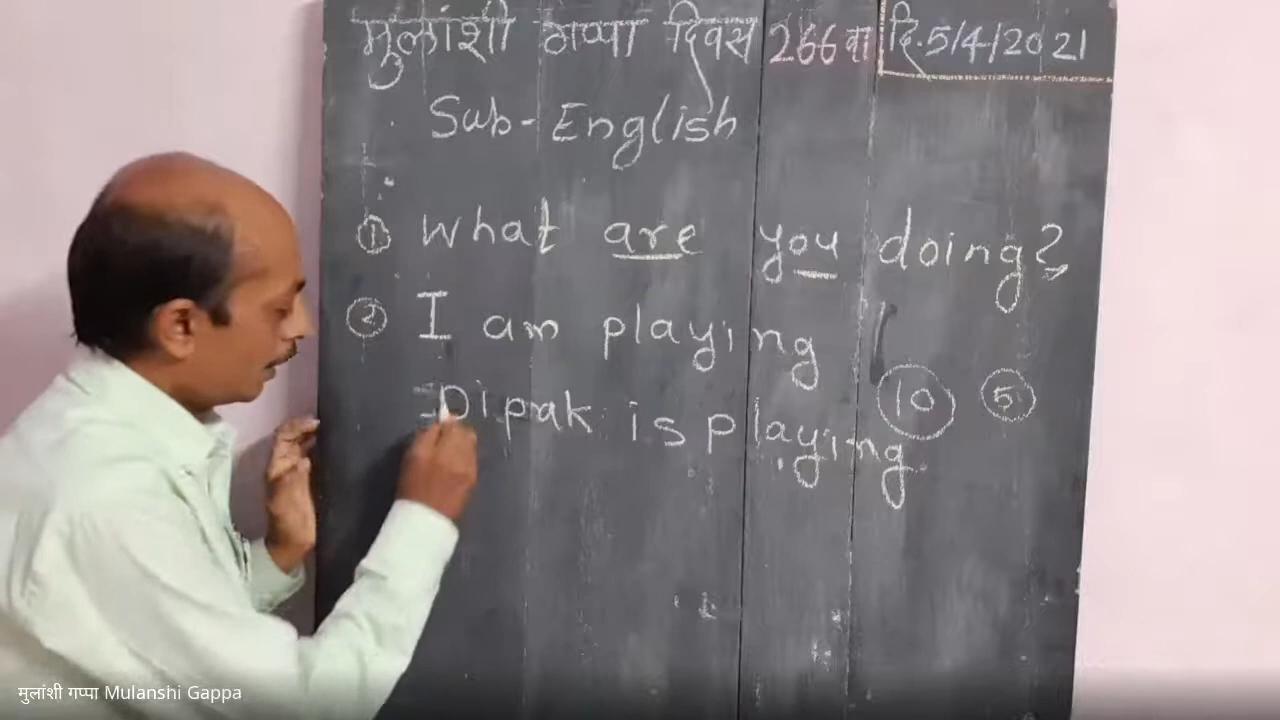 मुलांशी गप्पा दिवस 266 वा दि. 5/4/2021
Sub-English
① What are you doing?
② I am playing
Dipak is playing.
⑩ ⑤
मुलांशी गप्पा Mulanshi Gappa